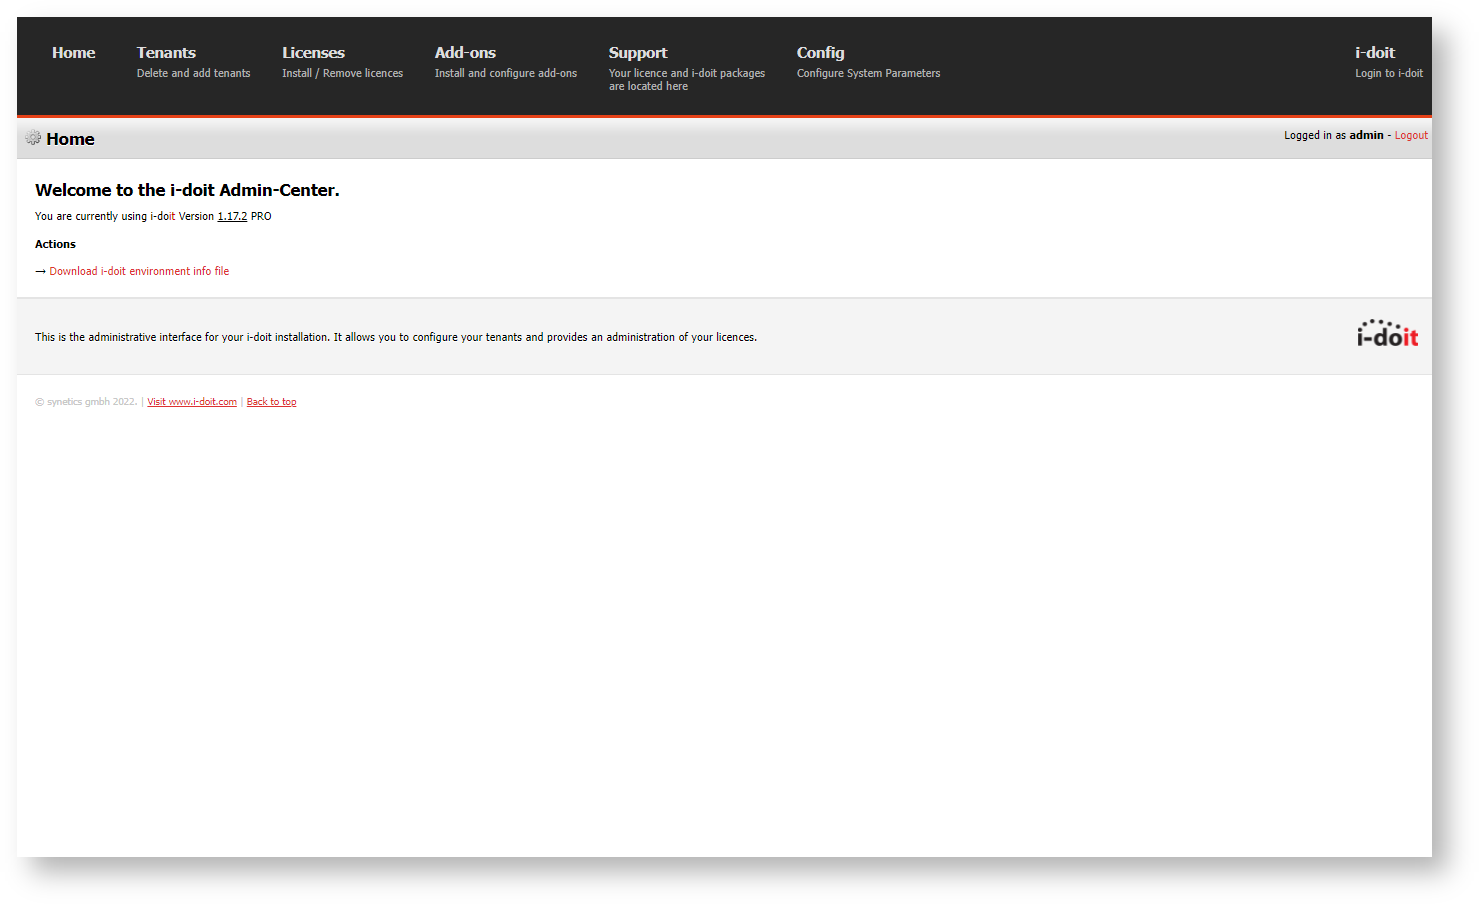 Home
Tenants
Delete and add tenants
Licenses
Install / Remove licences
Add-ons
Install and configure add-ons
Support
Your licence and i-doit packages
are located here
Config
Configure System Parameters
i-doit
Login to i-doit
Home
Logged in as admin - Logout
Welcome to the i-doit Admin-Center.
You are currently using i-doit Version 1.17.2 PRO
Actions
→ Download i-doit environment info file
This is the administrative interface for your i-doit installation. It allows you to configure your tenants and provides an administration of your licences.
i-doit
© synetics gmbh 2022. | Visit www.i-doit.com | Back to top